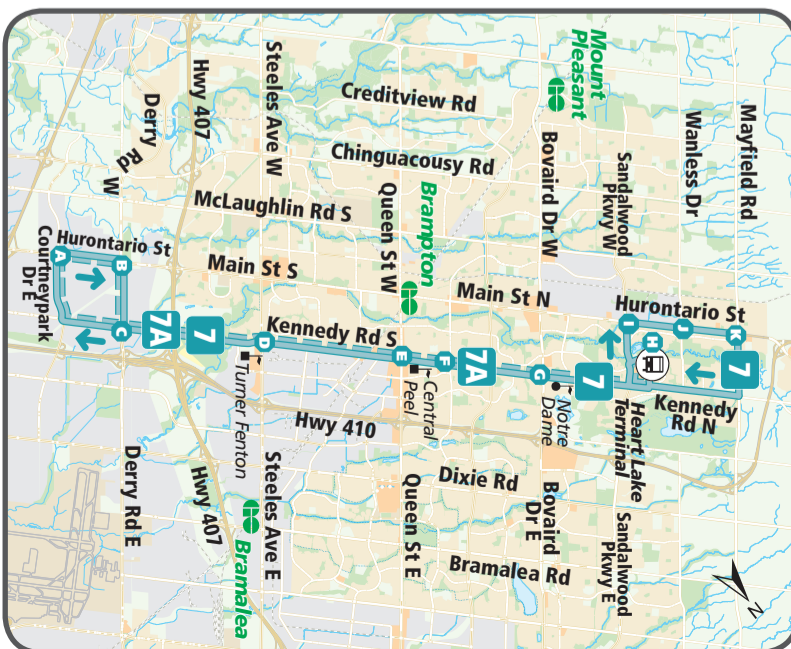 Mount
Pleasant
Creditview Rd
Steeles Ave W
Hwy 407
Derry
Rd
W
Chinguacousy Rd
Bovaird Dr W
Sandalwood
Pkwy W
Wanless Dr
Mayfield Rd
McLaughlin Rd S
Queen St W
Brampton
Hurontario St
Courtneypark
Dr E
Main St S
Main St N
Hurontario St
A
B
C
7A
7
D
Kennedy Rd S
E
F
7A
G
7
H
I
J
K
7
Turner Fenton
Central
Peel
Notre
Dame
Heart Lake
Terminal
Kennedy
Rd N
Hwy 410
Derry Rd E
Hwy 407
Steeles Ave E
GO
Bramalea
Queen St E
Dixie Rd
Bovaird
Dr E
Bramalea Rd
Sandalwood
Pkwy E
GO
GO
N